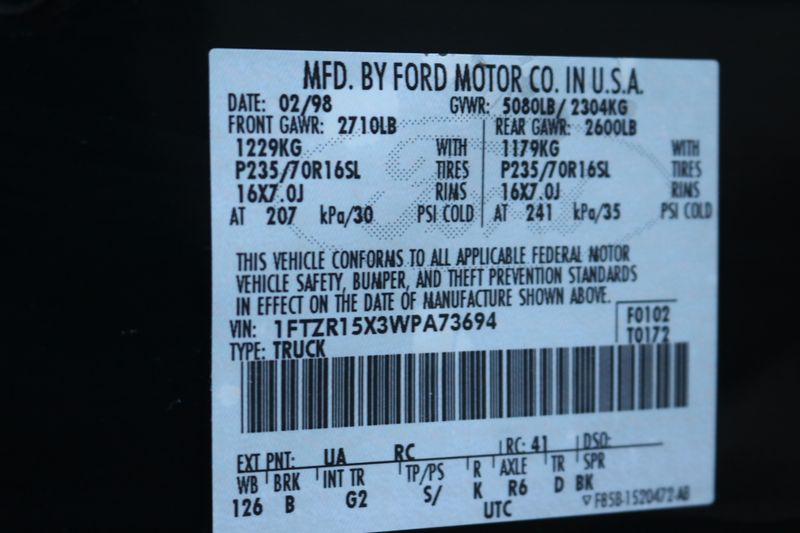 MFD. BY FORD MOTOR CO. IN U.S.A.
DATE: 02/98 GVWR: 5080LB/ 2304KG
FRONT GAWR: 2710LB REAR GAWR: 2600LB
1229KG WITH 1179KG WITH
P235/70R16SL TIRES P235/70R16SL TIRES
16X7.0J RIMS 16X7.0J RIMS
AT 207 kPa/30 PSI COLD AT 241 kPa/35 PSI COLD
THIS VEHICLE CONFORMS TO ALL APPLICABLE FEDERAL MOTOR
VEHICLE SAFETY, BUMPER, AND THEFT PREVENTION STANDARDS
IN EFFECT ON THE DATE OF MANUFACTURE SHOWN ABOVE.
VIN: 1FTZR15X3WPA73694 F0102
TYPE: TRUCK T0172
EXT PNT: UA RC RC: 41 DSO:
WB BRK INT TR TP/PS R AXLE TR SPR
126 B G2 S/ K R6 D BK
UTC F85B-1520472-AB